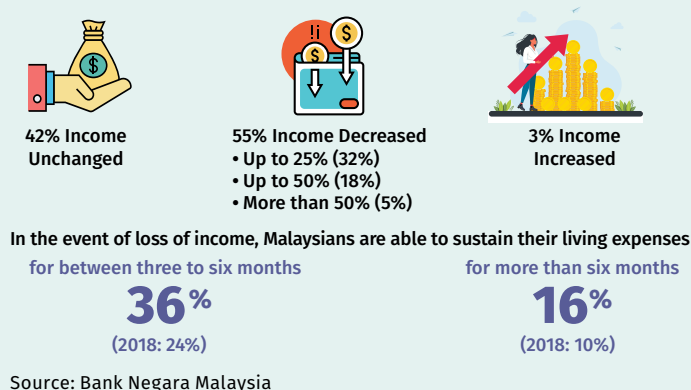 !i
$
$
$
42% Income
Unchanged
55% Income Decreased
• Up to 25% (32%)
• Up to 50% (18%)
• More than 50% (5%)
3% Income
Increased
In the event of loss of income, Malaysians are able to sustain their living expenses
for between three to six months
36%
(2018: 24%)
for more than six months
16%
(2018: 10%)
Source: Bank Negara Malaysia